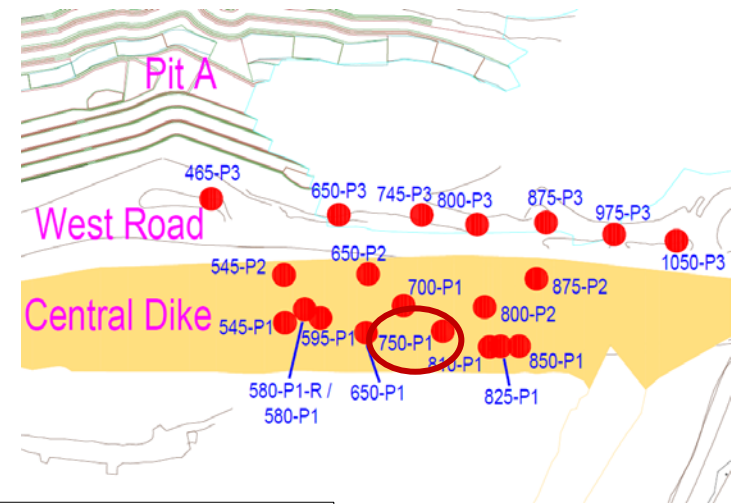 Pit A
465-P3
650-P3
745-P3
800-P3
875-P3
975-P3
1050-P3
West Road
545-P2
650-P2
875-P2
700-P1
800-P2
Central Dike
545-P1
595-P1
750-P1
810-P1
850-P1
580-P1-R /
580-P1
650-P1
825-P1